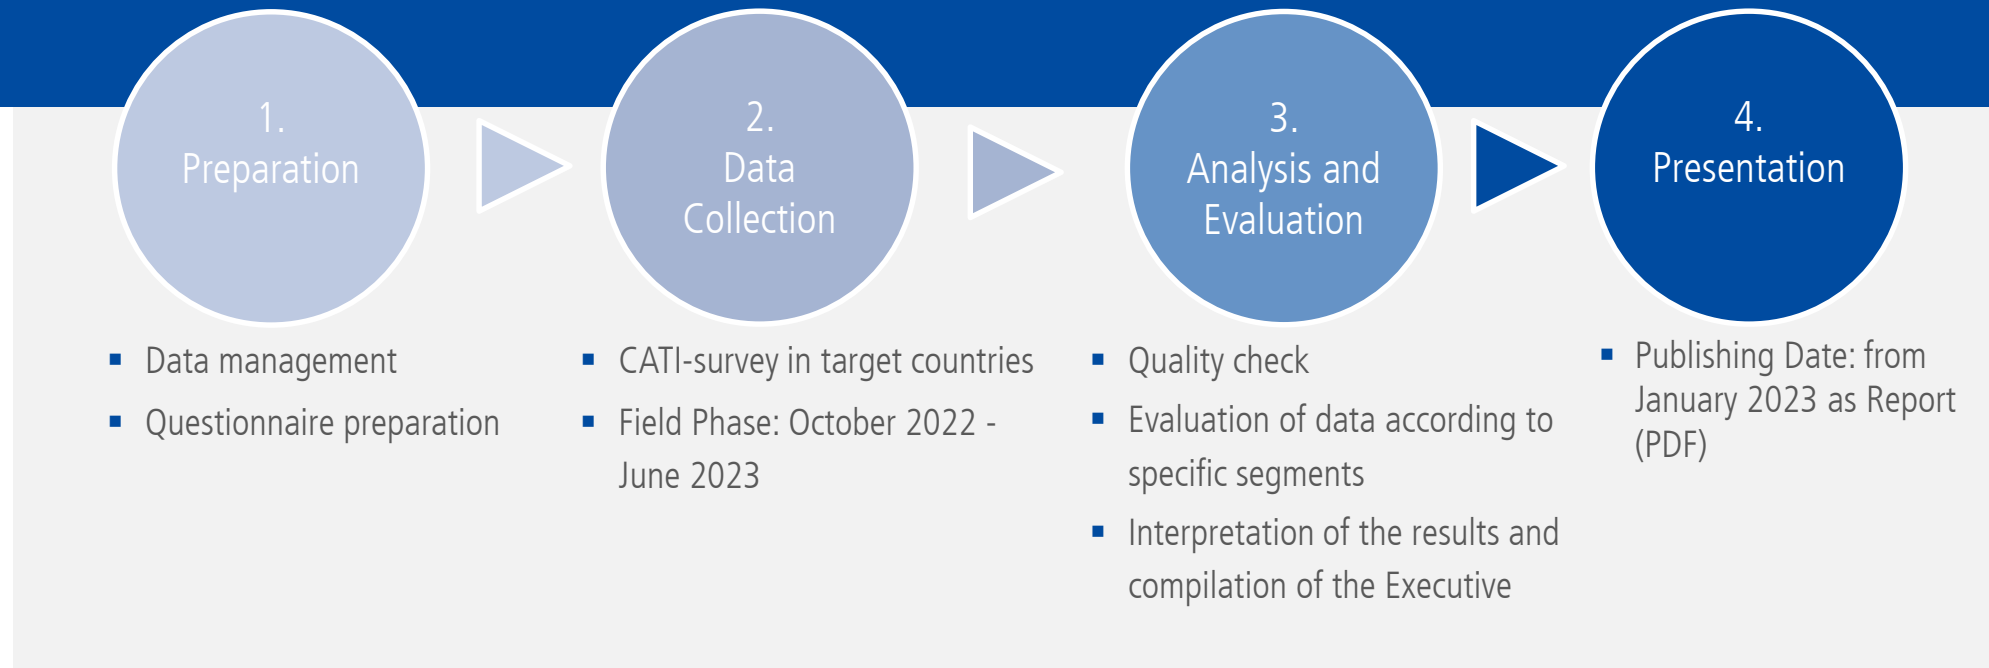 1.
Preparation
2.
Data
Collection
3.
Analysis and
Evaluation
4.
Presentation
▪ Data management
▪ Questionnaire preparation
▪ CATI-survey in target countries
▪ Field Phase: October 2022 -
June 2023
▪ Quality check
▪ Evaluation of data according to
specific segments
▪ Interpretation of the results and
compilation of the Executive
▪ Publishing Date: from
January 2023 as Report
(PDF)